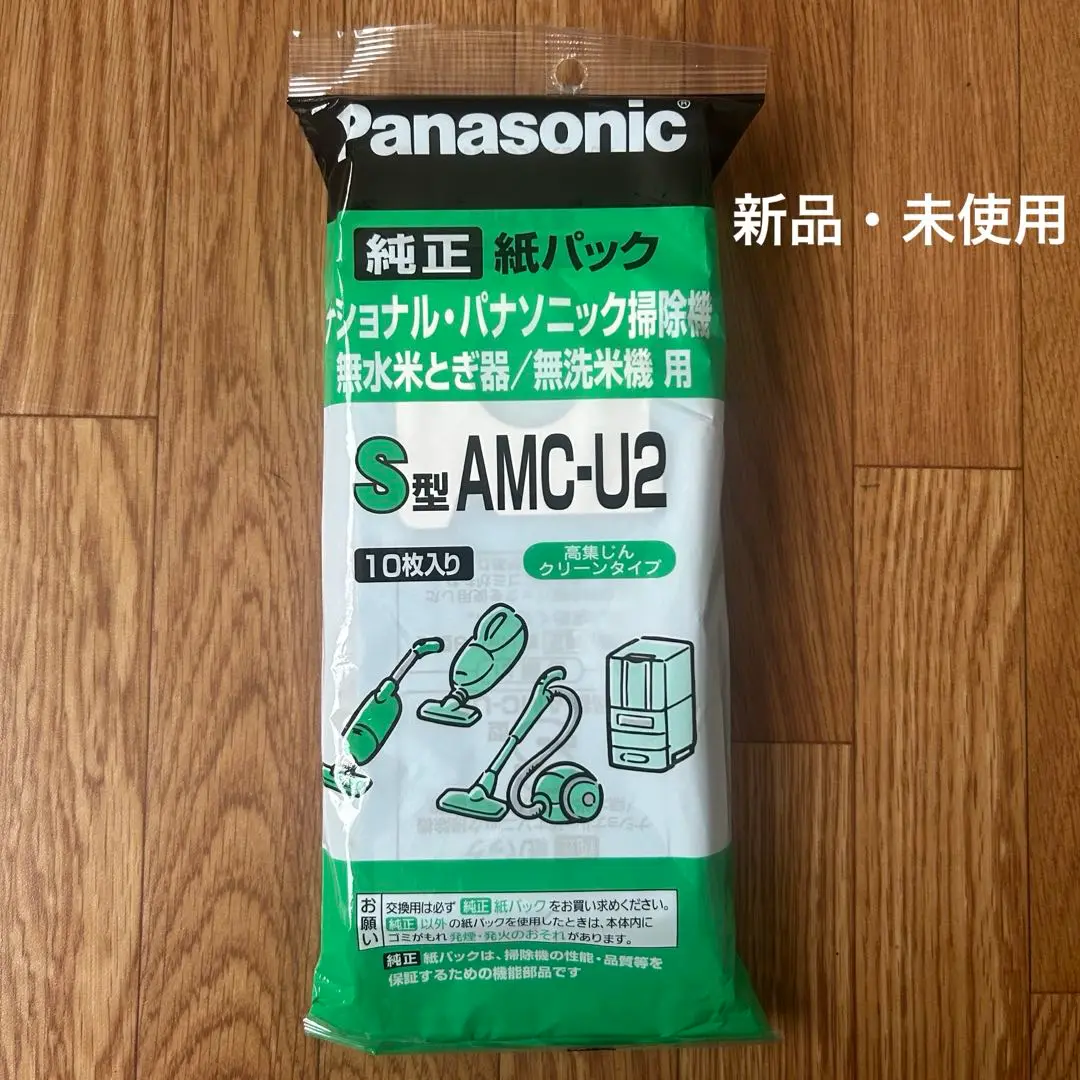 Panasonic®
新品・未使用
純正 紙パック
ナショナル・パナソニック掃除機
無水米とぎ器/無洗米機 用
S型 AMC-U2
10枚入り
高集じん
クリーンタイプ
お願い
交換用は必ず 純正 紙パック をお買い求めください。
純正 以外 の紙パックを使用したときは、本体内に
ゴミがもれ 発煙・発火のおそれ があります。
純正 紙パックは、掃除機の性能・品質等を
保証するための機能部品です